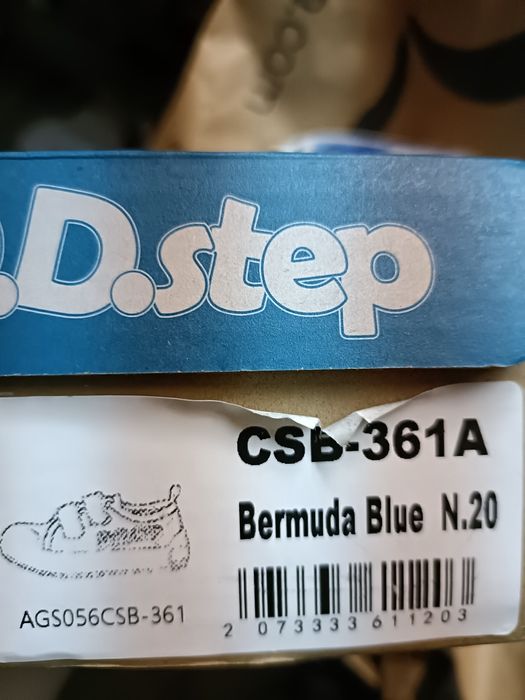 .D.step
CSB-361A
Bermuda Blue N.20
AGS056CSB-361
2 073333 611203